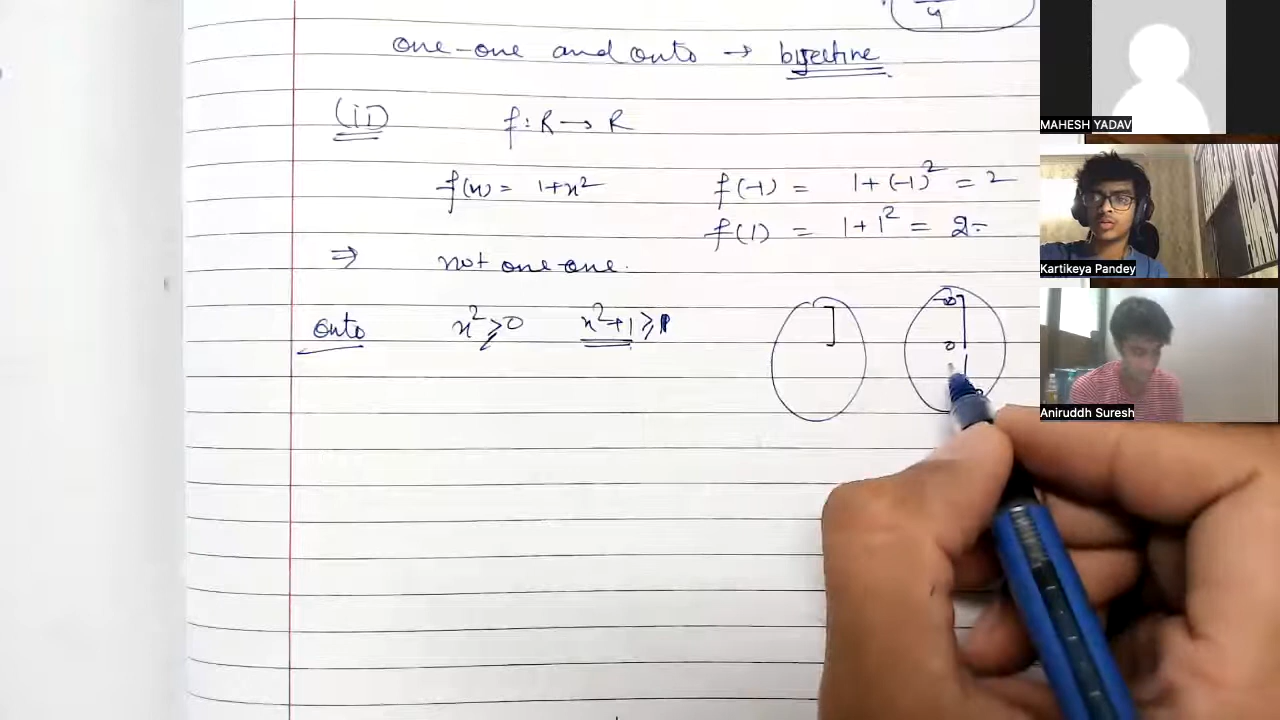 y
one-one and onto → bijective
(ii) f: R → R
f(x) = 1+x² f(-1) = 1+(-1)² = 2
f(1) = 1+1² = 2
⇒ not one-one.
onto x² ≥ 0 x²+1 ≥ 1
-∞
0
MAHESH YADAV
Kartikeya Pandey
Aniruddh Suresh